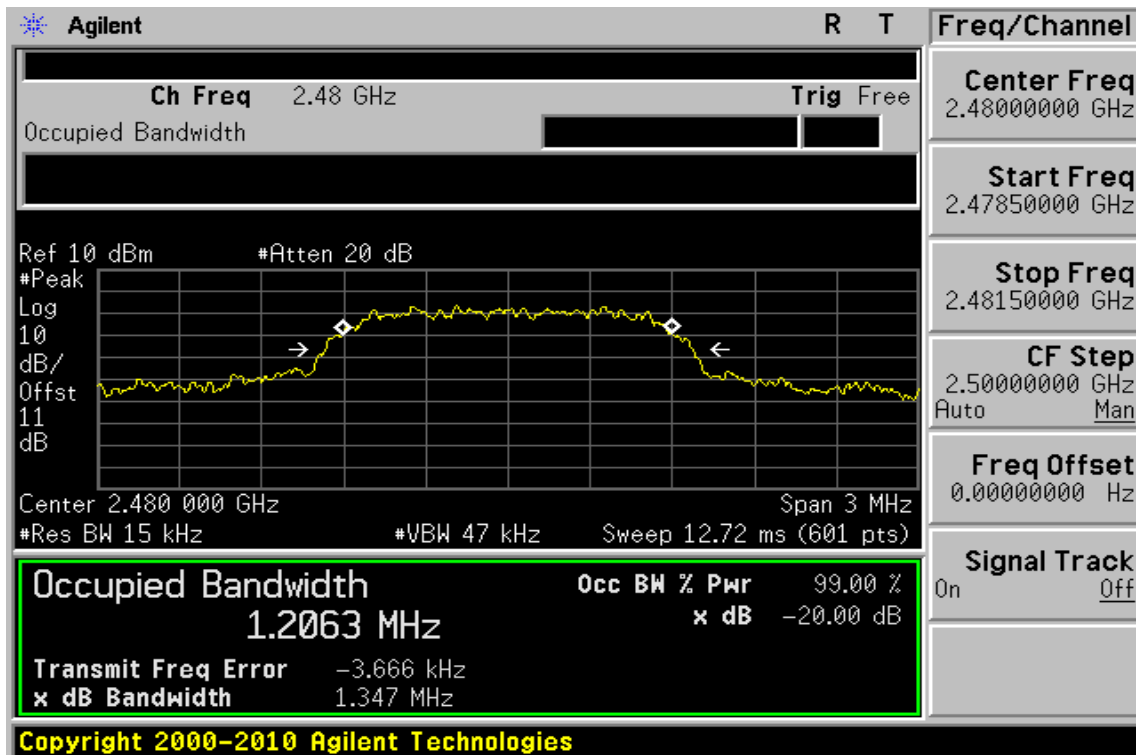 Agilent R T
Ch Freq 2.48 GHz Trig Free
Occupied Bandwidth
Ref 10 dBm #Atten 20 dB
#Peak
Log
10
dB/
Offst
11
dB
Center 2.480 000 GHz Span 3 MHz
#Res BW 15 kHz #VBW 47 kHz Sweep 12.72 ms (601 pts)
Occupied Bandwidth
1.2063 MHz
Occ BW % Pwr 99.00 %
x dB -20.00 dB
Transmit Freq Error -3.666 kHz
x dB Bandwidth 1.347 MHz
Copyright 2000-2010 Agilent Technologies
Freq/Channel
Center Freq
2.48000000 GHz
Start Freq
2.47850000 GHz
Stop Freq
2.48150000 GHz
CF Step
2.50000000 GHz
Auto Man
Freq Offset
0.00000000 Hz
Signal Track
On Off